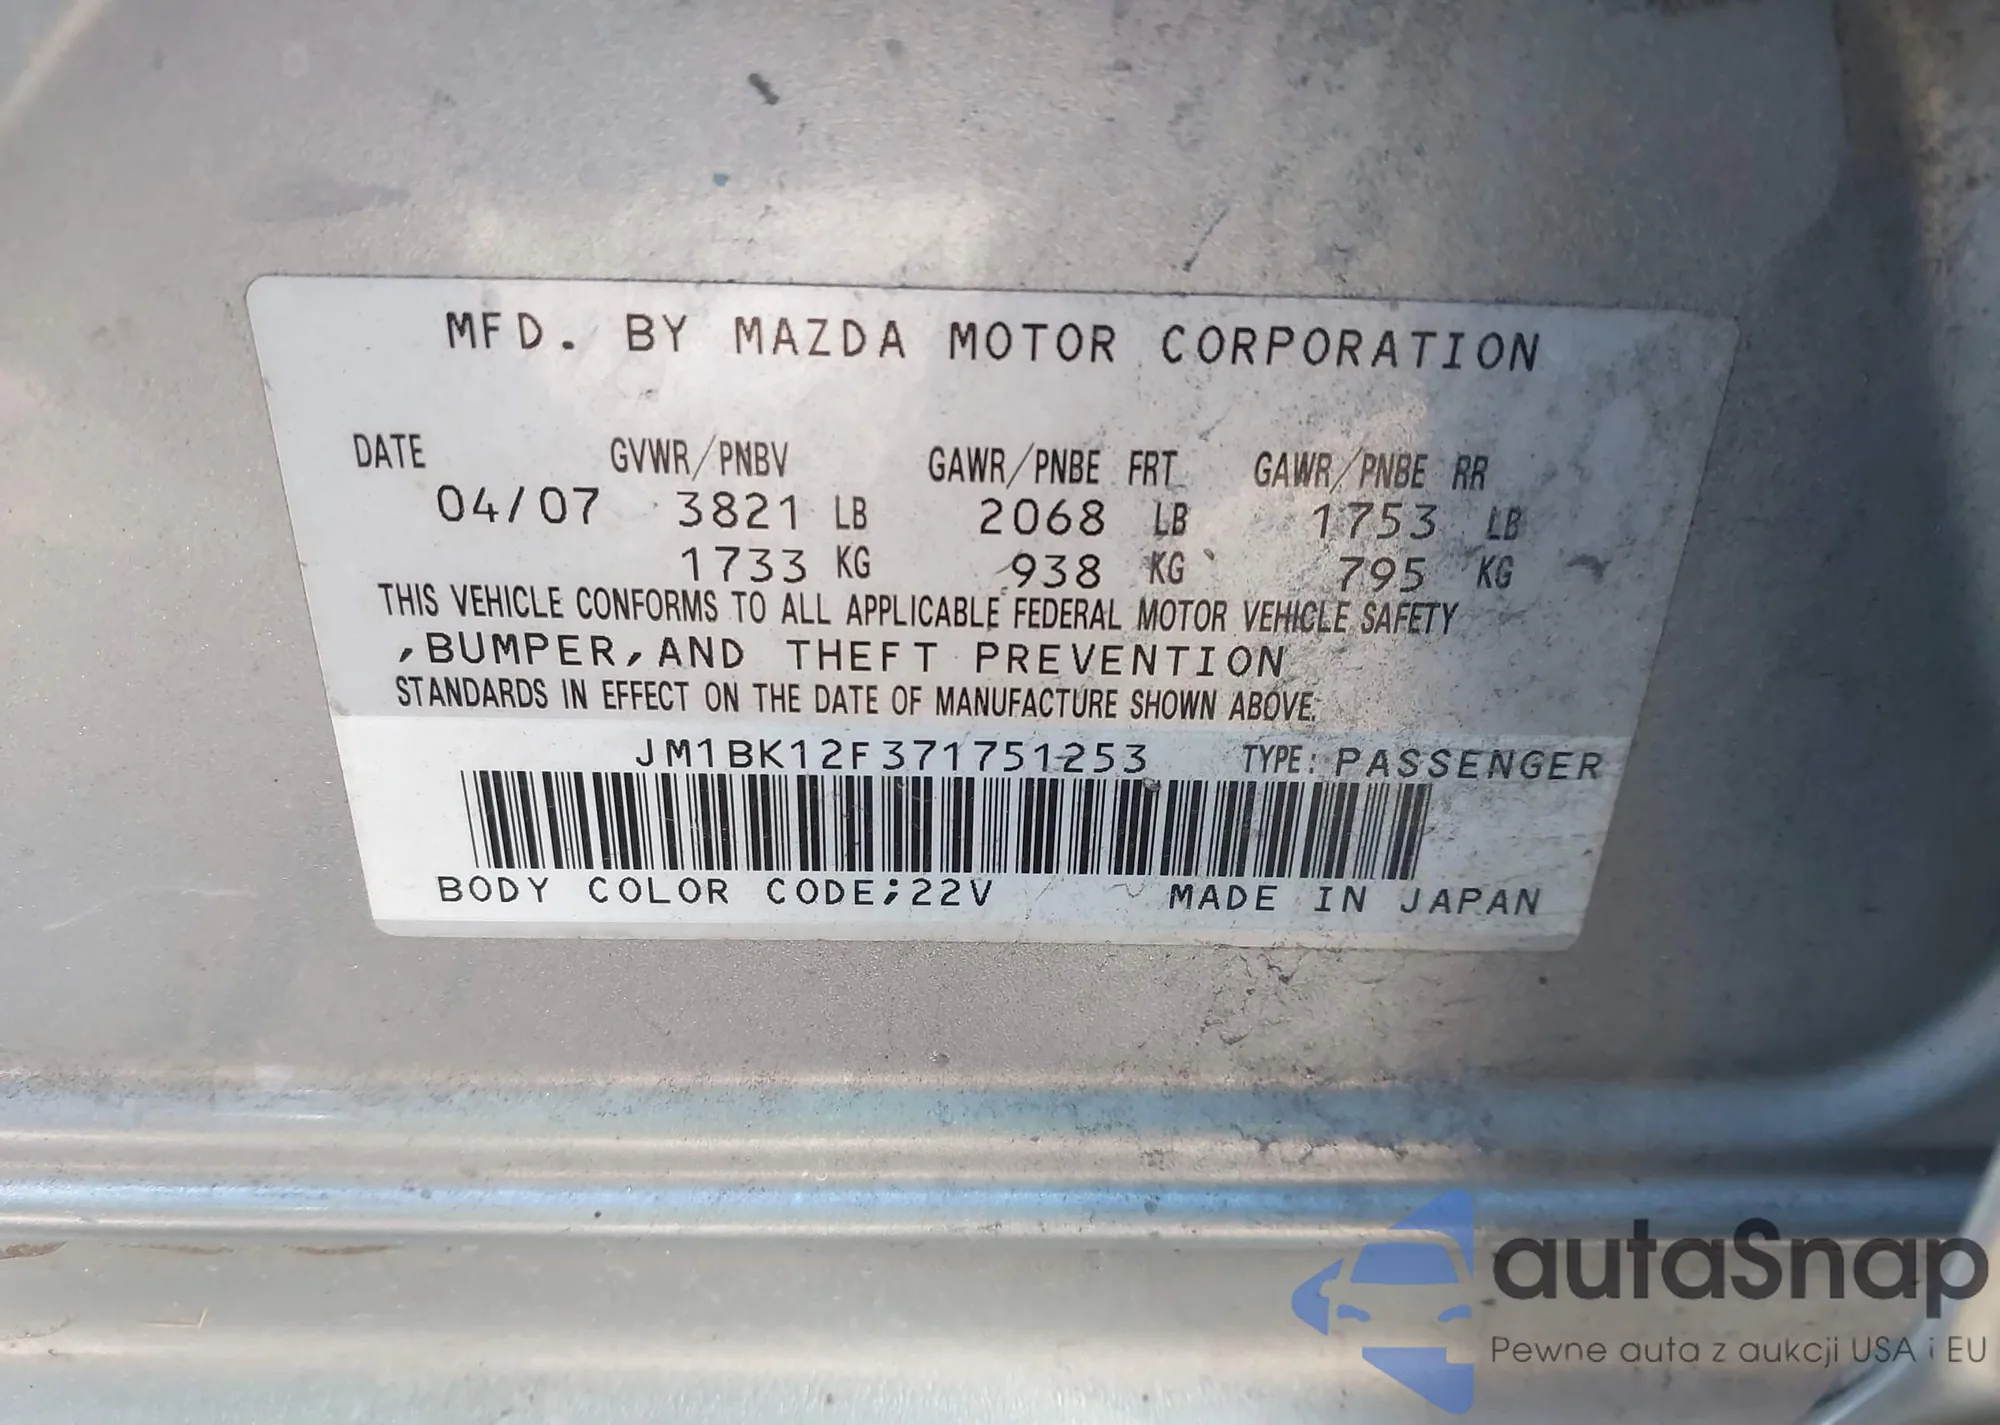 MFD. BY MAZDA MOTOR CORPORATION
DATE GVWR/PNBV GAWR/PNBE FRT GAWR/PNBE RR
04/07 3821 LB 2068 LB 1753 LB
1733 KG 938 KG 795 KG
THIS VEHICLE CONFORMS TO ALL APPLICABLE FEDERAL MOTOR VEHICLE SAFETY
,BUMPER,AND THEFT PREVENTION
STANDARDS IN EFFECT ON THE DATE OF MANUFACTURE SHOWN ABOVE.
JM1BK12F371751253 TYPE: PASSENGER
BODY COLOR CODE;22V MADE IN JAPAN
autaSnap
Pewne auta z aukcji USA i EU